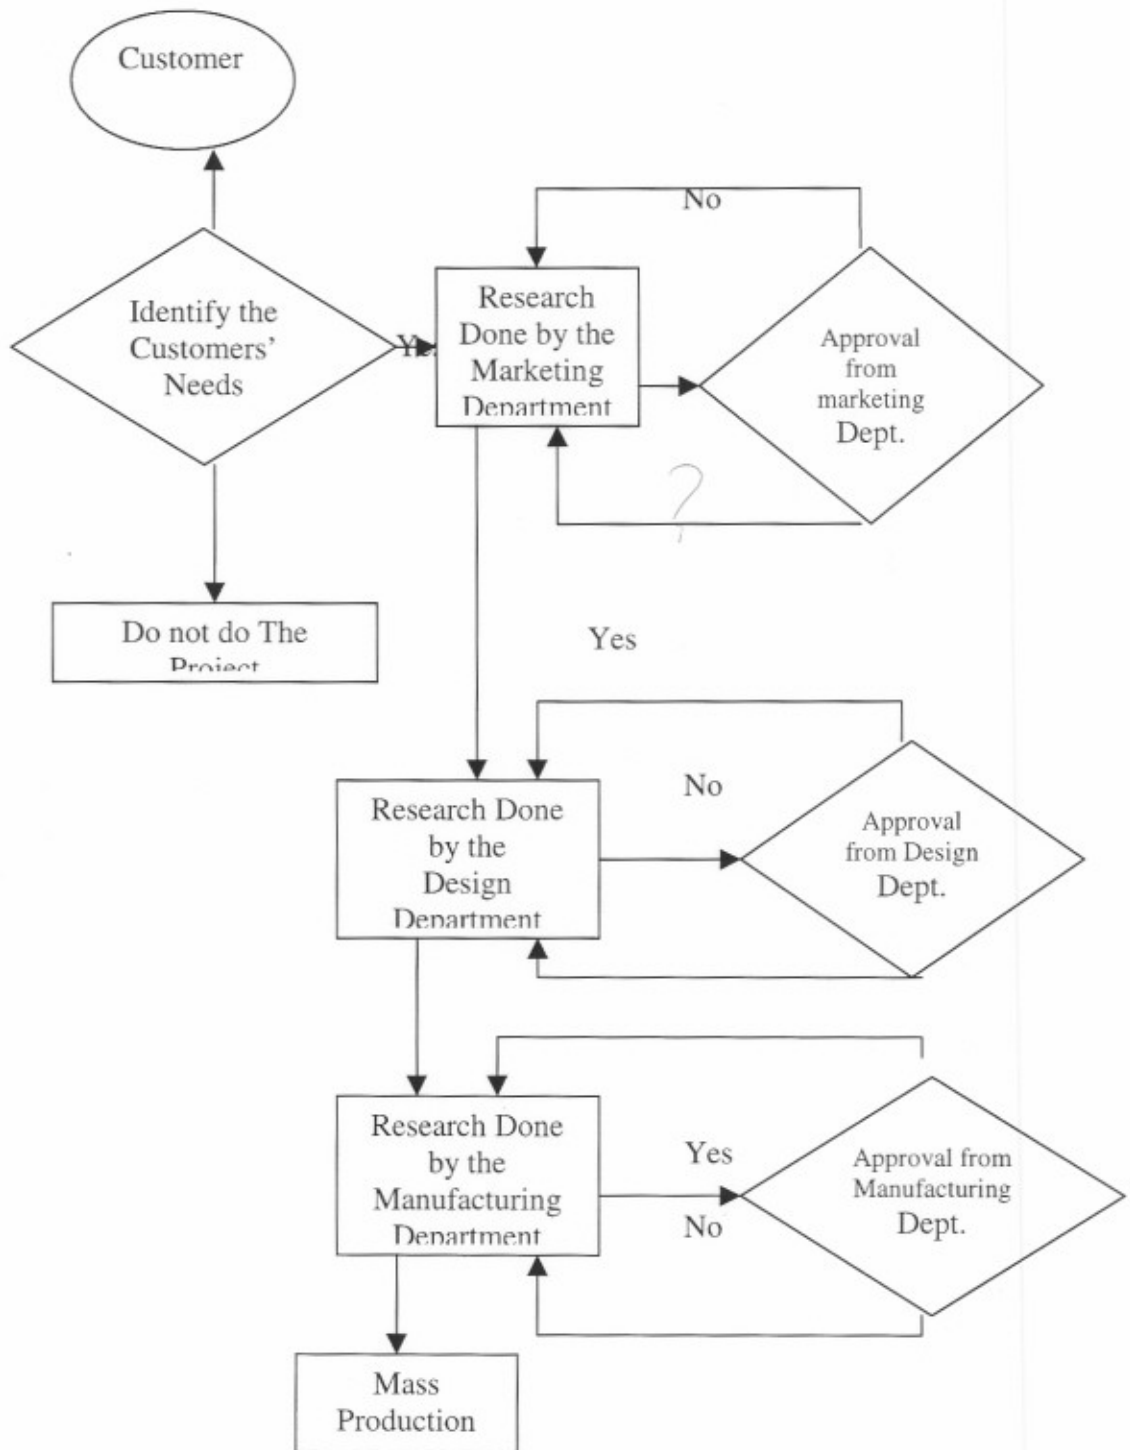 Customer
No
Identify the
Customers'
Needs
Research
Done by the
Marketing
Department
Approval
from
marketing
Dept.
?
Do not do The
Project
Yes
No
Research Done
by the
Design
Department
Approval
from Design
Dept.
Research Done
by the
Manufacturing
Department
Yes
No
Approval from
Manufacturing
Dept.
Mass
Production